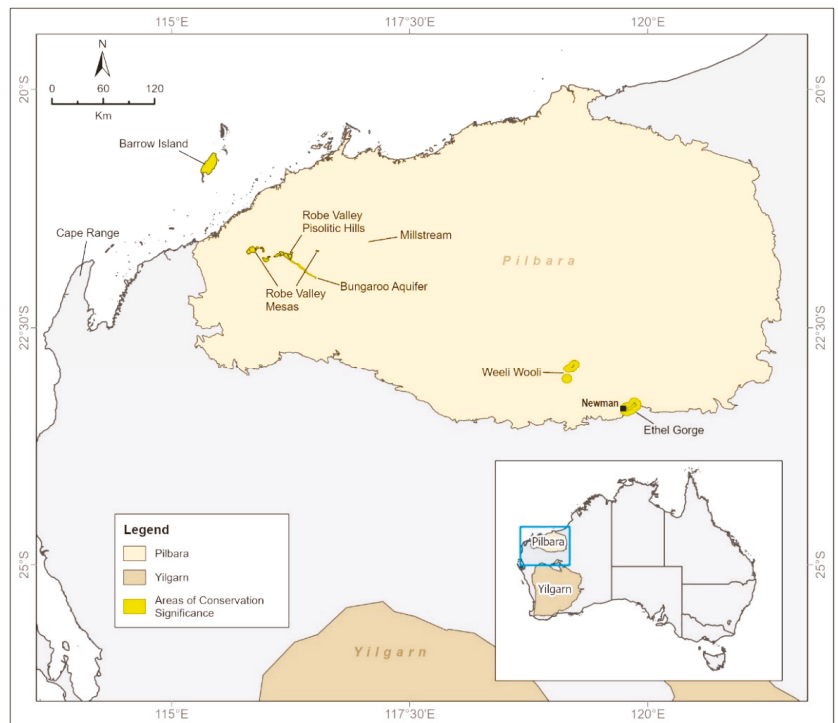 115°E 117°30'E 120°E
N
0 60 120
Km
20°S 20°S
Barrow Island
Cape Range
Robe Valley
Pisolitic Hills
Millstream
Pilbara
Robe Valley
Mesas
Bungaroo Aquifer
22°30'S 22°30'S
Weeli Wooli
Newman
Ethel Gorge
Legend
Pilbara
Yilgarn
Areas of Conservation
Significance
Pilbara
Yilgarn
25°S 25°S
Yilgarn
115°E 117°30'E 120°E